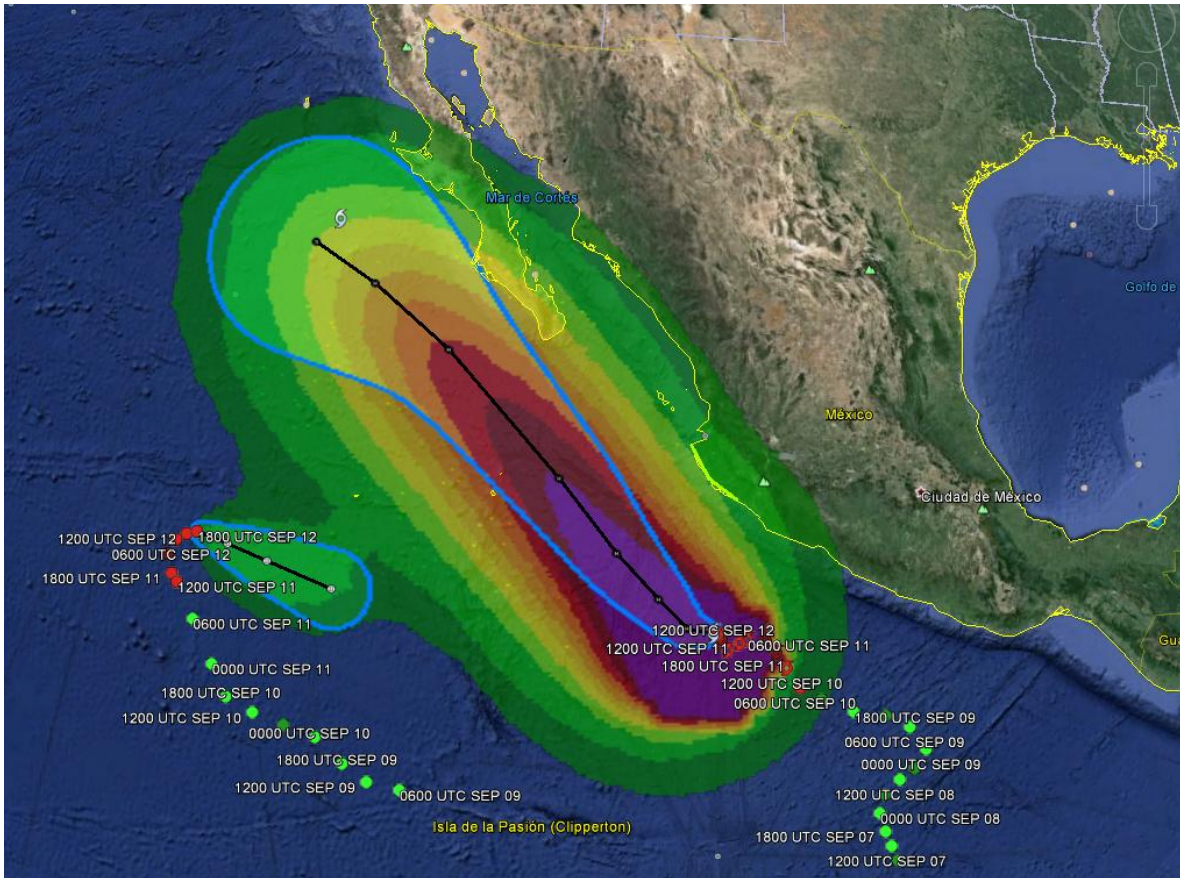 Mar de Cortés
Golfo de
México
Ciudad de México
1200 UTC SEP 12
1800 UTC SEP 12
0600 UTC SEP 12
1800 UTC SEP 11
1200 UTC SEP 11
0600 UTC SEP 11
0000 UTC SEP 11
1800 UTC SEP 10
1200 UTC SEP 10
0000 UTC SEP 10
1800 UTC SEP 09
1200 UTC SEP 09
0600 UTC SEP 09
1200 UTC SEP 12
1200 UTC SEP 11
0600 UTC SEP 11
Gua
1800 UTC SEP 11
1200 UTC SEP 10
0600 UTC SEP 10
1800 UTC SEP 09
0600 UTC SEP 09
0000 UTC SEP 09
1200 UTC SEP 08
0000 UTC SEP 08
1800 UTC SEP 07
1200 UTC SEP 07
Isla de la Pasión (Clipperton)